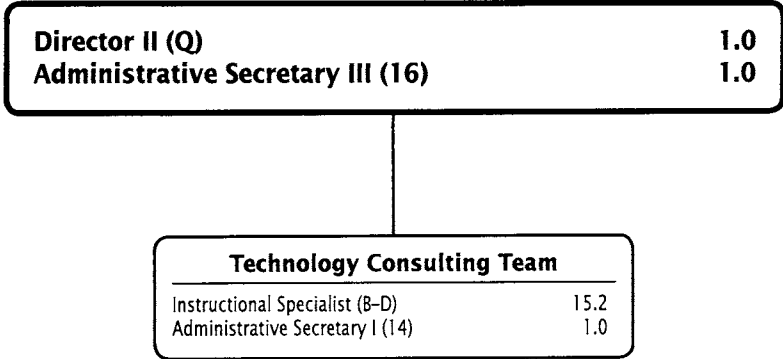 Director II (Q) 1.0
Administrative Secretary III (16) 1.0
Technology Consulting Team
Instructional Specialist (B–D) 15.2
Administrative Secretary I (14) 1.0